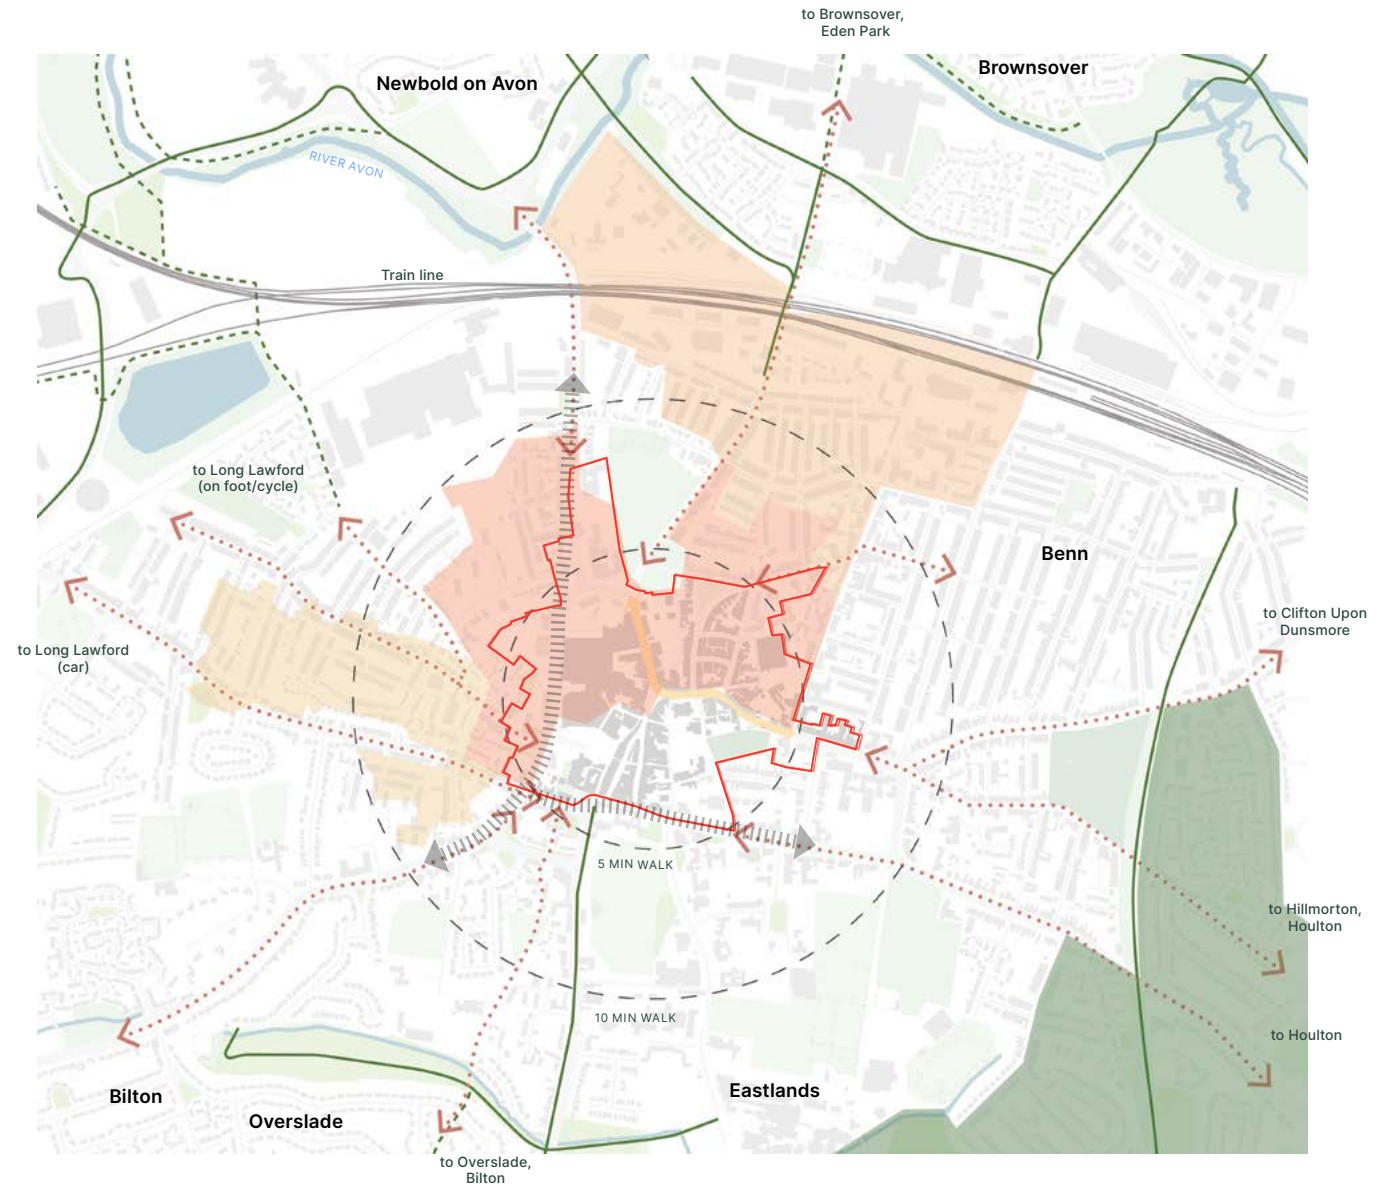 to Brownsover,
Eden Park
Brownsover
Newbold on Avon
RIVER AVON
Train line
to Long Lawford
(on foot/cycle)
Benn
to Clifton Upon
Dunsmore
to Long Lawford
(car)
5 MIN WALK
to Hillmorton,
Houlton
10 MIN WALK
to Houlton
Eastlands
Bilton
Overslade
to Overslade,
Bilton